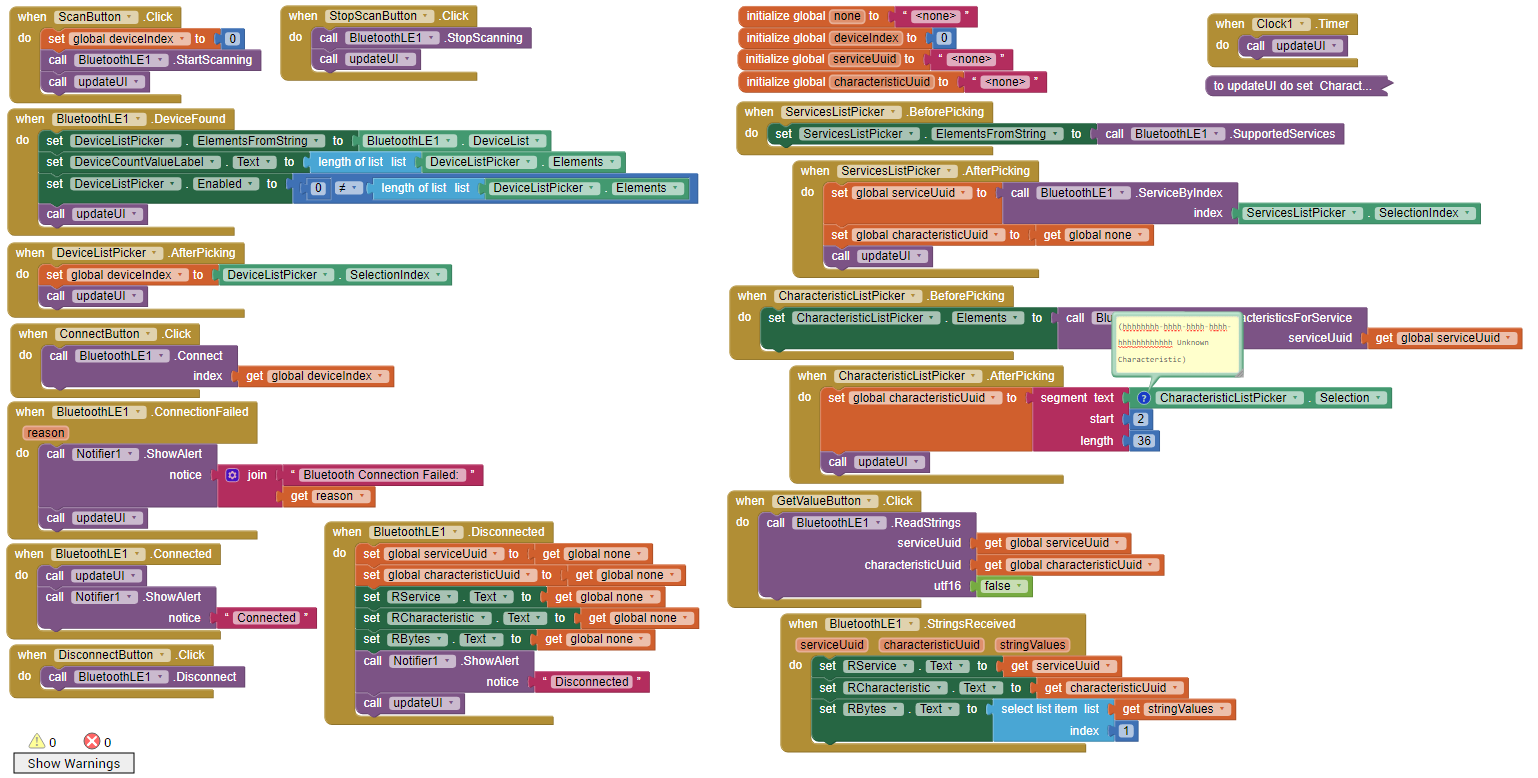 when ScanButton .Click
do set global deviceIndex to 0
call BluetoothLE1 .StartScanning
call updateUI
when StopScanButton .Click
do call BluetoothLE1 .StopScanning
call updateUI
when BluetoothLE1 .DeviceFound
do set DeviceListPicker . ElementsFromString to BluetoothLE1 . DeviceList
set DeviceCountValueLabel . Text to length of list list DeviceListPicker . Elements
set DeviceListPicker . Enabled to 0 ≠ length of list list DeviceListPicker . Elements
call updateUI
when DeviceListPicker .AfterPicking
do set global deviceIndex to DeviceListPicker . SelectionIndex
call updateUI
when ConnectButton .Click
do call BluetoothLE1 .Connect
index get global deviceIndex
when BluetoothLE1 .ConnectionFailed
reason
do call Notifier1 .ShowAlert
notice join “ Bluetooth Connection Failed: ”
get reason
call updateUI
when BluetoothLE1 .Connected
do call updateUI
call Notifier1 .ShowAlert
notice “ Connected ”
when DisconnectButton .Click
do call BluetoothLE1 .Disconnect
when BluetoothLE1 .Disconnected
do set global serviceUuid to get global none
set global characteristicUuid to get global none
set RService . Text to get global none
set RCharacteristic . Text to get global none
set RBytes . Text to get global none
call Notifier1 .ShowAlert
notice “ Disconnected ”
call updateUI
0 0
Show Warnings
initialize global none to “ <none> ”
initialize global deviceIndex to 0
initialize global serviceUuid to “ <none> ”
initialize global characteristicUuid to “ <none> ”
when Clock1 .Timer
do call updateUI
to updateUI do set Charact...
when ServicesListPicker .BeforePicking
do set ServicesListPicker . ElementsFromString to call BluetoothLE1 .SupportedServices
when ServicesListPicker .AfterPicking
do set global serviceUuid to call BluetoothLE1 .ServiceByIndex
index ServicesListPicker . SelectionIndex
set global characteristicUuid to get global none
call updateUI
when CharacteristicListPicker .BeforePicking
do set CharacteristicListPicker . Elements to call Blu racteristicsForService
serviceUuid get global serviceUuid
(hhhhhhhh-hhhh-hhhh-hhhh-
hhhhhhhhhhhh Unknown
Characteristic)
when CharacteristicListPicker .AfterPicking
do set global characteristicUuid to segment text ? CharacteristicListPicker . Selection
start 2
length 36
call updateUI
when GetValueButton .Click
do call BluetoothLE1 .ReadStrings
serviceUuid get global serviceUuid
characteristicUuid get global characteristicUuid
utf16 false
when BluetoothLE1 .StringsReceived
serviceUuid characteristicUuid stringValues
do set RService . Text to get serviceUuid
set RCharacteristic . Text to get characteristicUuid
set RBytes . Text to select list item list get stringValues
index 1